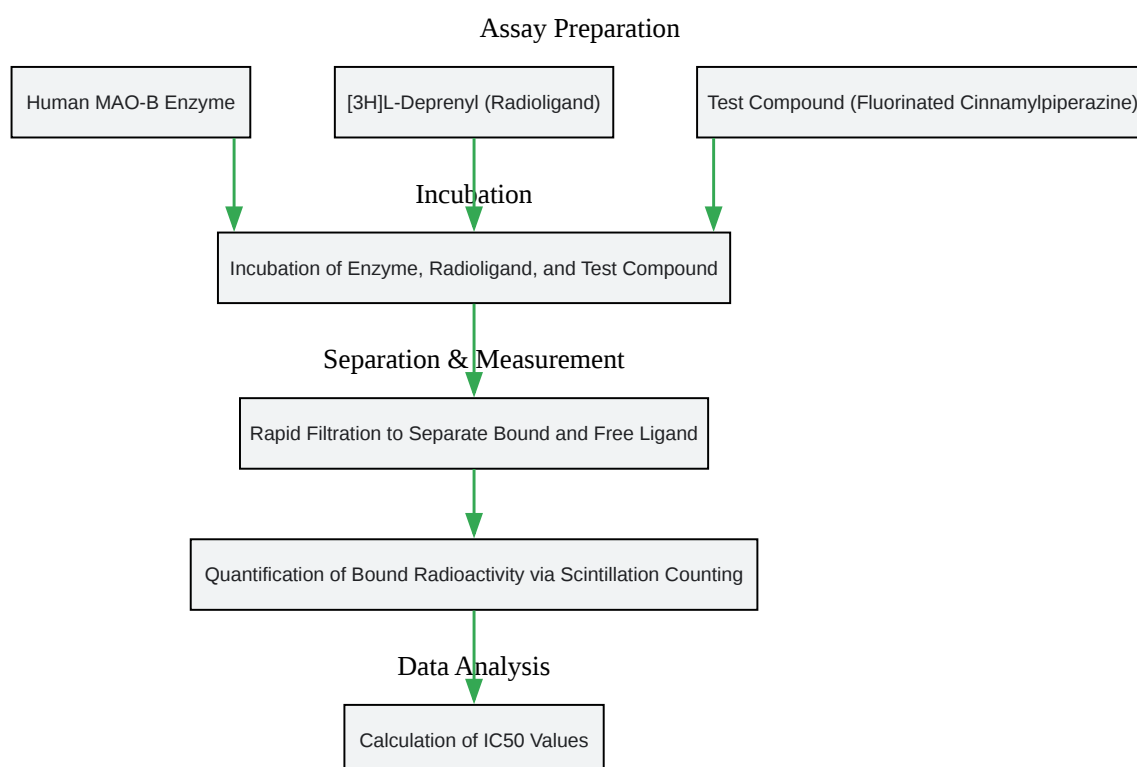 Assay Preparation
Human MAO-B Enzyme
[3H]L-Deprenyl (Radioligand)
Test Compound (Fluorinated Cinnamylpiperazine)
Incubation
Incubation of Enzyme, Radioligand, and Test Compound
Separation & Measurement
Rapid Filtration to Separate Bound and Free Ligand
Quantification of Bound Radioactivity via Scintillation Counting
Data Analysis
Calculation of IC50 Values